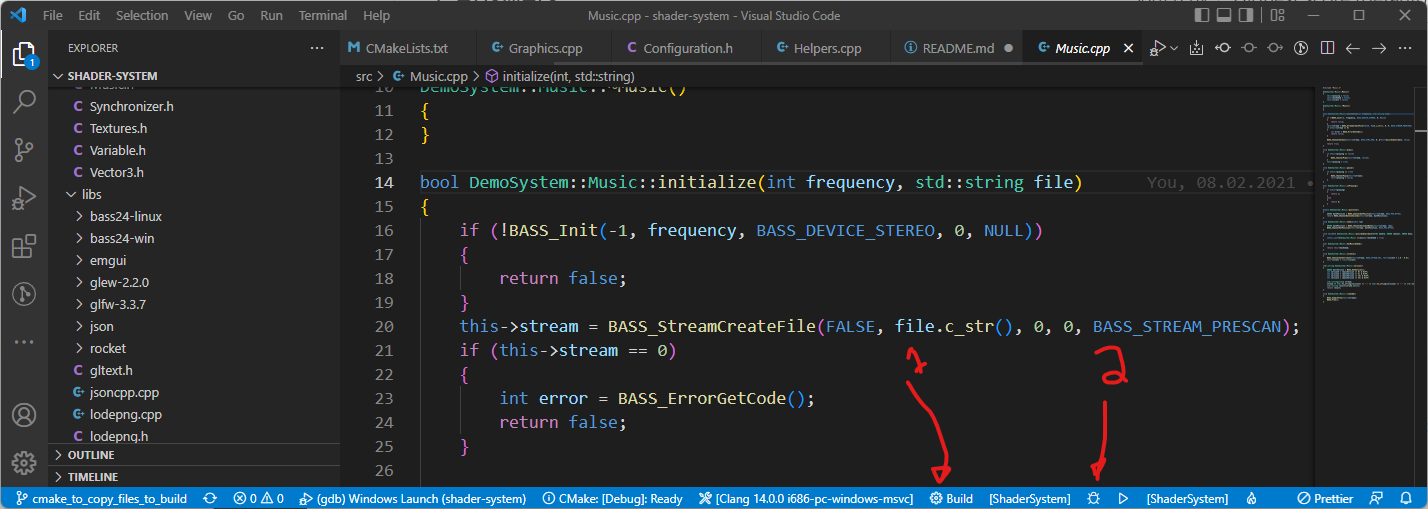 File Edit Selection View Go Run Terminal Help
Music.cpp - shader-system - Visual Studio Code
EXPLORER
SHADER-SYSTEM
Synchronizer.h
Textures.h
Variable.h
Vector3.h
libs
bass24-linux
bass24-win
emgui
glew-2.2.0
glfw-3.3.7
json
rocket
gltext.h
jsoncpp.cpp
lodepng.cpp
lodepng.h
OUTLINE
TIMELINE
1
CMakeLists.txt Graphics.cpp Configuration.h Helpers.cpp README.md Music.cpp
src > Music.cpp > initialize(int, std::string)
10 DemoSystem::Music::~Music()
11 {
12 }
13
14 bool DemoSystem::Music::initialize(int frequency, std::string file) You, 08.02.2021 •
15 {
16 if (!BASS_Init(-1, frequency, BASS_DEVICE_STEREO, 0, NULL))
17 {
18 return false;
19 }
20 this->stream = BASS_StreamCreateFile(FALSE, file.c_str(), 0, 0, BASS_STREAM_PRESCAN);
21 if (this->stream == 0)
22 {
23 int error = BASS_ErrorGetCode();
24 return false;
25 }
26
2
cmake_to_copy_files_to_build 0 0 (gdb) Windows Launch (shader-system) CMake: [Debug]: Ready [Clang 14.0.0 i686-pc-windows-msvc] Build [ShaderSystem] [ShaderSystem] Prettier